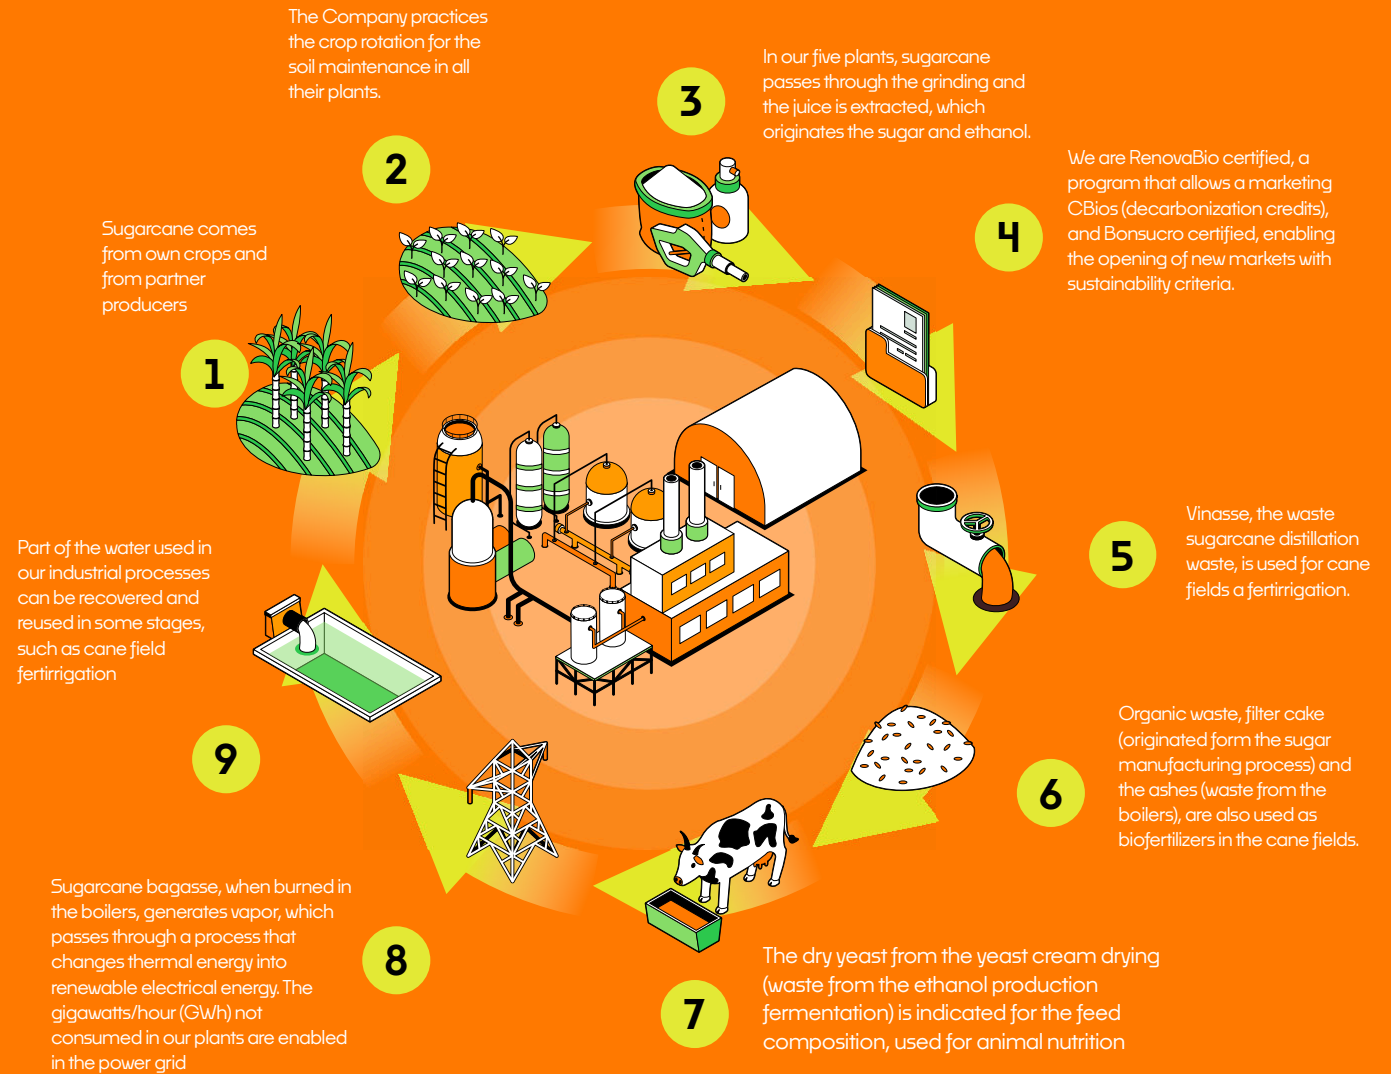 1
Sugarcane comes
from own crops and
from partner
producers
2
The Company practices
the crop rotation for the
soil maintenance in all
their plants.
3
In our five plants, sugarcane
passes through the grinding and
the juice is extracted, which
originates the sugar and ethanol.
4
We are RenovaBio certified, a
program that allows a marketing
CBios (decarbonization credits),
and Bonsucro certified, enabling
the opening of new markets with
sustainability criteria.
5
Vinasse, the waste
sugarcane distillation
waste, is used for cane
fields a fertirrigation.
6
Organic waste, filter cake
(originated form the sugar
manufacturing process) and
the ashes (waste from the
boilers), are also used as
biofertilizers in the cane fields.
7
The dry yeast from the yeast cream drying
(waste from the ethanol production
fermentation) is indicated for the feed
composition, used for animal nutrition
8
Sugarcane bagasse, when burned in
the boilers, generates vapor, which
passes through a process that
changes thermal energy into
renewable electrical energy. The
gigawatts/hour (GWh) not
consumed in our plants are enabled
in the power grid
9
Part of the water used in
our industrial processes
can be recovered and
reused in some stages,
such as cane field
fertirrigation